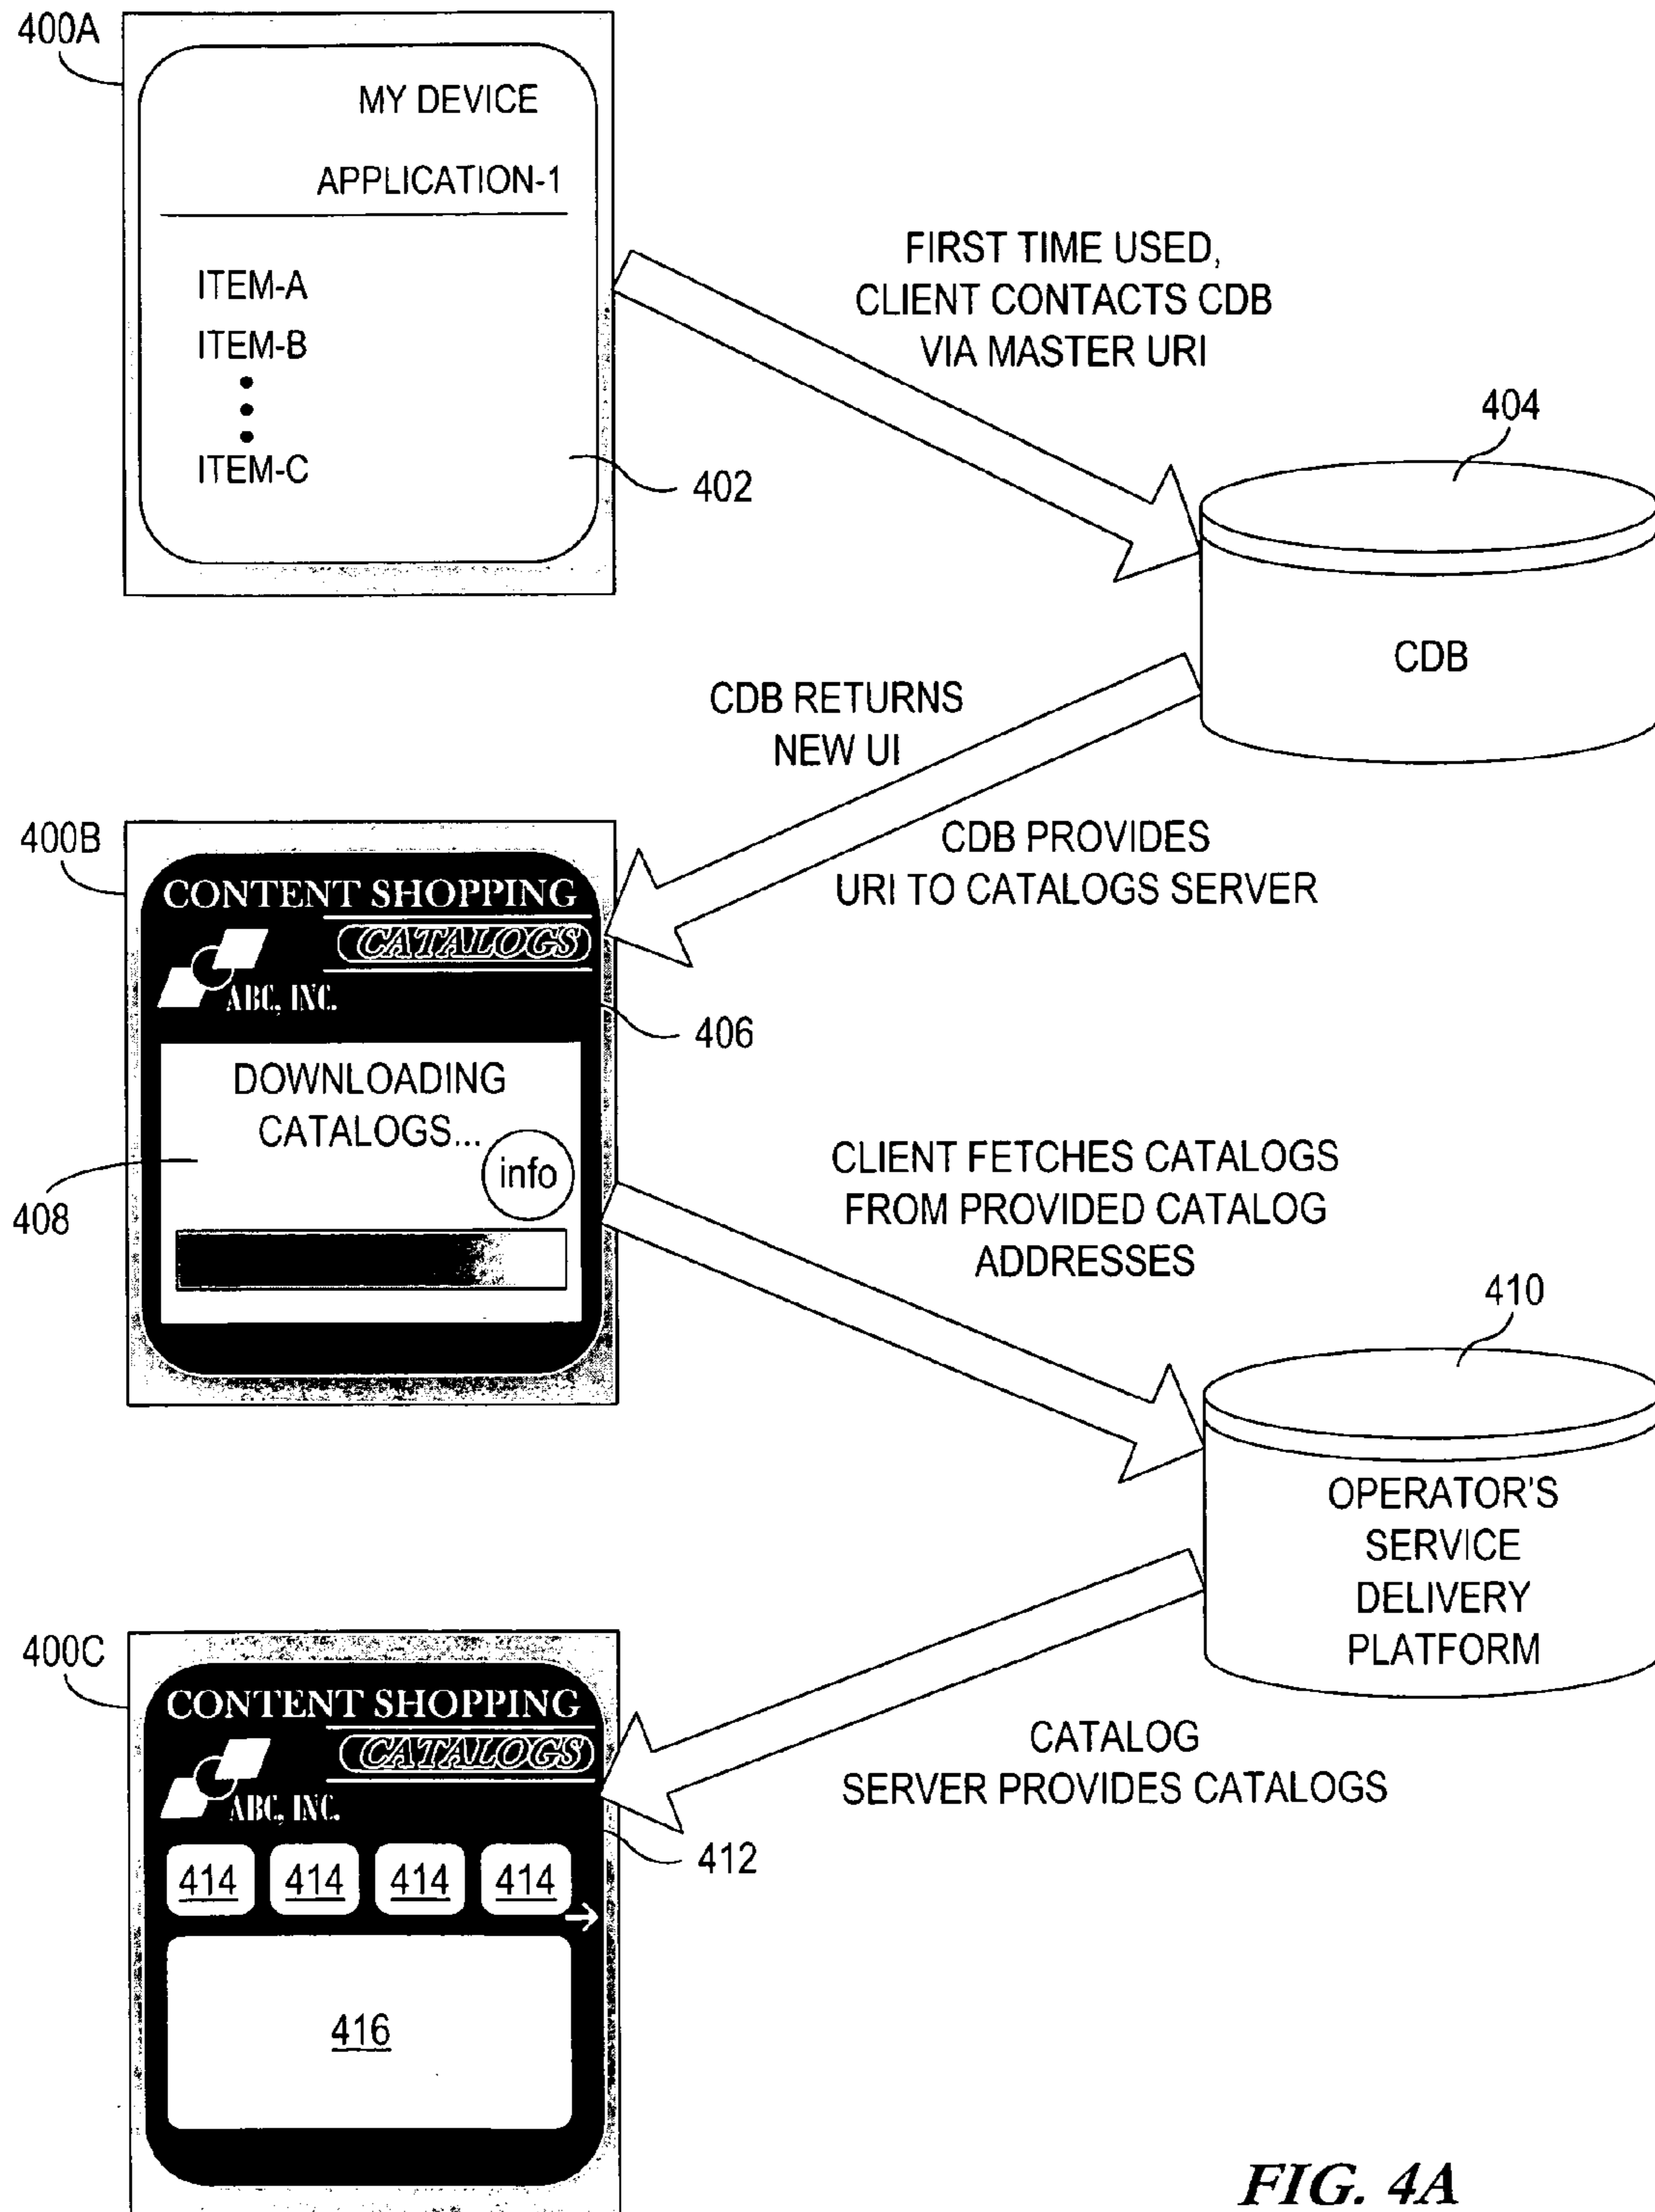 400A
MY DEVICE
APPLICATION-1
ITEM-A
ITEM-B
ITEM-C
402
FIRST TIME USED,
CLIENT CONTACTS CDB
VIA MASTER URI
404
CDB
CDB RETURNS
NEW UI
CDB PROVIDES
URI TO CATALOGS SERVER
400B
CONTENT SHOPPING
CATALOGS
ABC, INC.
406
DOWNLOADING
CATALOGS...
info
408
CLIENT FETCHES CATALOGS
FROM PROVIDED CATALOG
ADDRESSES
410
OPERATOR'S
SERVICE
DELIVERY
PLATFORM
CATALOG
SERVER PROVIDES CATALOGS
400C
CONTENT SHOPPING
CATALOGS
ABC, INC.
412
414 414 414 414
416
FIG. 4A